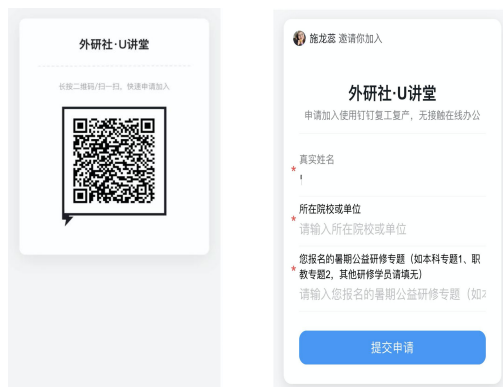 外研社·U讲堂
长按二维码/扫一扫，快速申请加入
施龙蕊 邀请你加入
外研社·U讲堂
申请加入使用钉钉复工复产，无接触在线办公
真实姓名
*
所在院校或单位
*
请输入所在院校或单位
您报名的暑期公益研修专题（如本科专题1、职
* 教专题2，其他研修学员请填无）
请输入您报名的暑期公益研修专题（如
提交申请